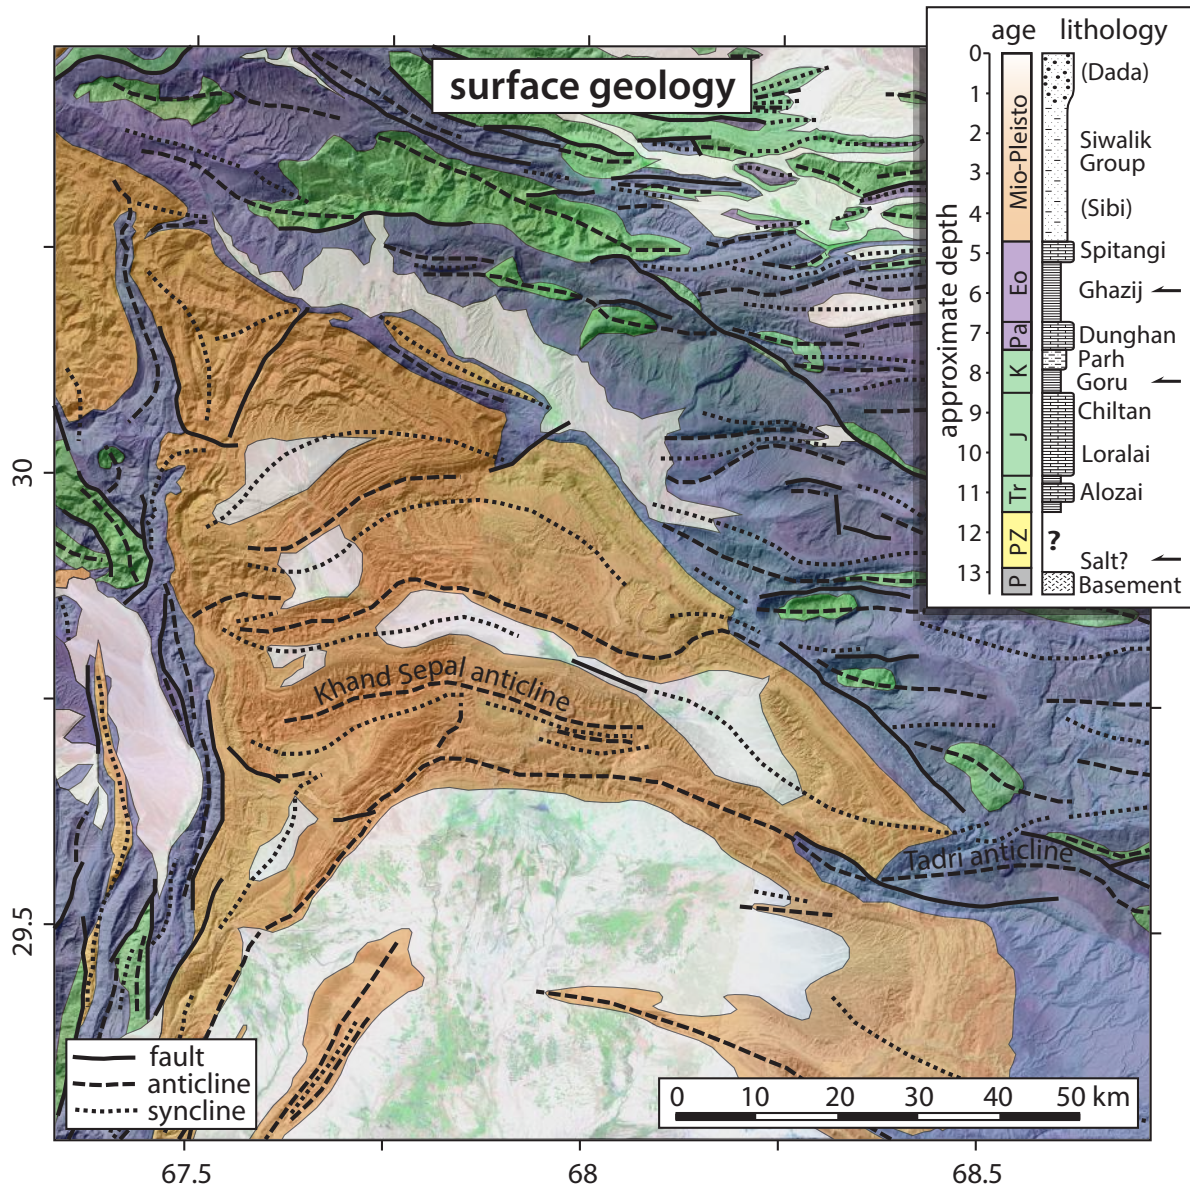 surface geology
age
lithology
approximate depth
0
1
2
3
4
5
6
7
8
9
10
11
12
13
Mio-Pleisto
Eo
Pa
K
J
Tr
PZ
P
(Dada)
Siwalik
Group
(Sibi)
Spitangi
Ghazij
Dunghan
Parh
Goru
Chiltan
Loralai
Alozai
?
Salt?
Basement
30
29.5
Khand Sepal anticline
Tadri anticline
fault
anticline
syncline
0 10 20 30 40 50 km
67.5
68
68.5